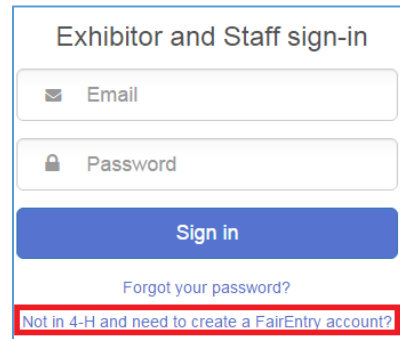 Exhibitor and Staff sign-in
Email
Password
Sign in
Forgot your password?
Not in 4-H and need to create a FairEntry account?